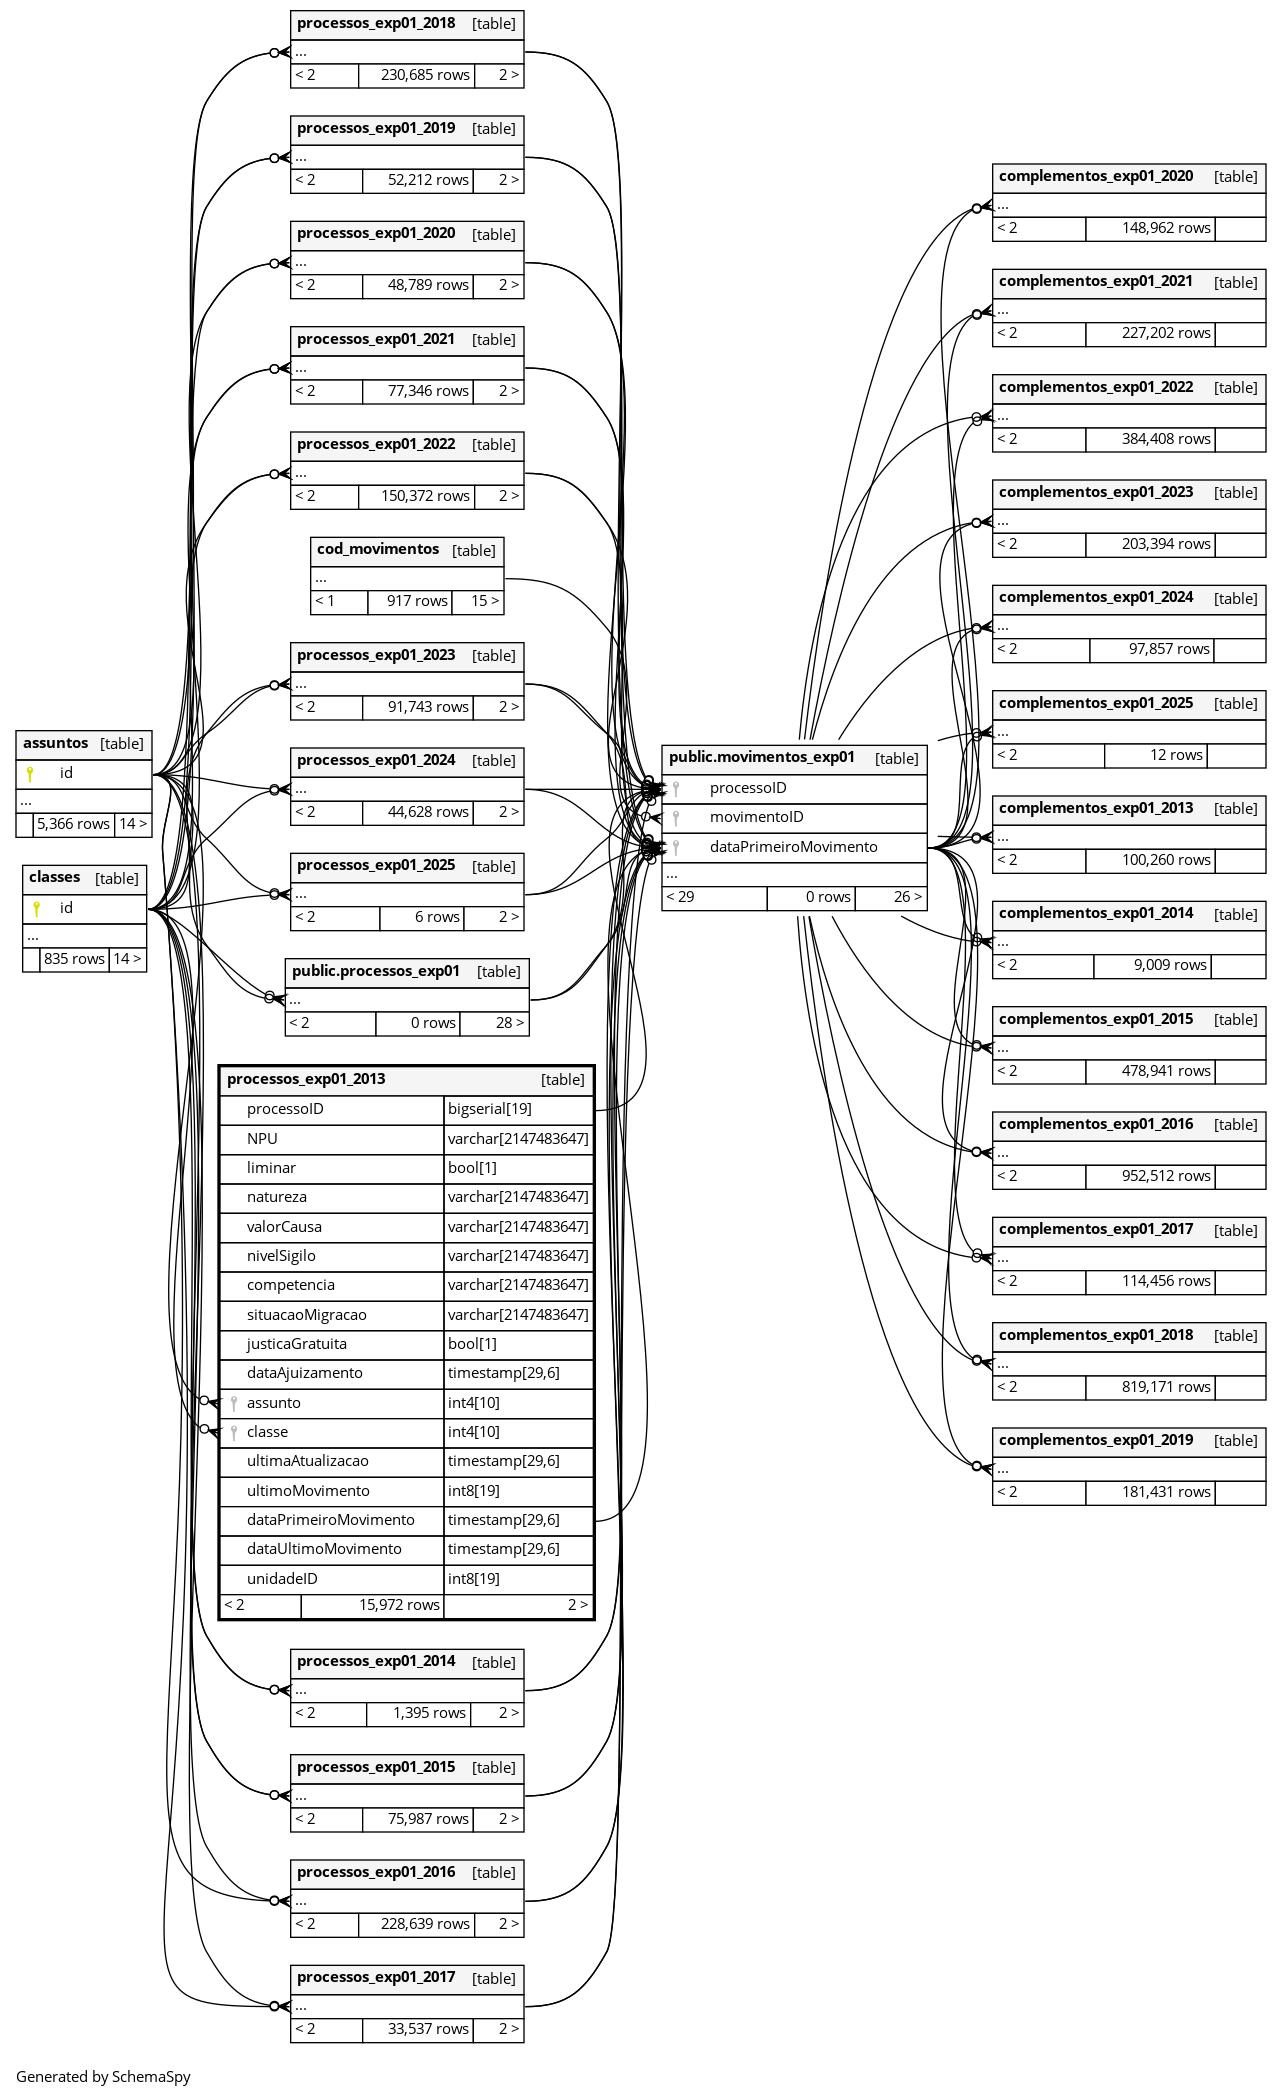 processos_exp01_2018 [table]
...
< 2 230,685 rows 2 >
processos_exp01_2019 [table]
...
< 2 52,212 rows 2 >
processos_exp01_2020 [table]
...
< 2 48,789 rows 2 >
processos_exp01_2021 [table]
...
< 2 77,346 rows 2 >
processos_exp01_2022 [table]
...
< 2 150,372 rows 2 >
cod_movimentos [table]
...
< 1 917 rows 15 >
processos_exp01_2023 [table]
...
< 2 91,743 rows 2 >
processos_exp01_2024 [table]
...
< 2 44,628 rows 2 >
processos_exp01_2025 [table]
...
< 2 6 rows 2 >
public.processos_exp01 [table]
...
< 2 0 rows 28 >
assuntos [table]
id
...
5,366 rows 14 >
classes [table]
id
...
835 rows 14 >
processos_exp01_2013 [table]
processoID bigserial[19]
NPU varchar[2147483647]
liminar bool[1]
natureza varchar[2147483647]
valorCausa varchar[2147483647]
nivelSigilo varchar[2147483647]
competencia varchar[2147483647]
situacaoMigracao varchar[2147483647]
justicaGratuita bool[1]
dataAjuizamento timestamp[29,6]
assunto int4[10]
classe int4[10]
ultimaAtualizacao timestamp[29,6]
ultimoMovimento int8[19]
dataPrimeiroMovimento timestamp[29,6]
dataUltimoMovimento timestamp[29,6]
unidadeID int8[19]
< 2 15,972 rows 2 >
processos_exp01_2014 [table]
...
< 2 1,395 rows 2 >
processos_exp01_2015 [table]
...
< 2 75,987 rows 2 >
processos_exp01_2016 [table]
...
< 2 228,639 rows 2 >
processos_exp01_2017 [table]
...
< 2 33,537 rows 2 >
public.movimentos_exp01 [table]
processoID
movimentoID
dataPrimeiroMovimento
...
< 29 0 rows 26 >
complementos_exp01_2020 [table]
...
< 2 148,962 rows
complementos_exp01_2021 [table]
...
< 2 227,202 rows
complementos_exp01_2022 [table]
...
< 2 384,408 rows
complementos_exp01_2023 [table]
...
< 2 203,394 rows
complementos_exp01_2024 [table]
...
< 2 97,857 rows
complementos_exp01_2025 [table]
...
< 2 12 rows
complementos_exp01_2013 [table]
...
< 2 100,260 rows
complementos_exp01_2014 [table]
...
< 2 9,009 rows
complementos_exp01_2015 [table]
...
< 2 478,941 rows
complementos_exp01_2016 [table]
...
< 2 952,512 rows
complementos_exp01_2017 [table]
...
< 2 114,456 rows
complementos_exp01_2018 [table]
...
< 2 819,171 rows
complementos_exp01_2019 [table]
...
< 2 181,431 rows
Generated by SchemaSpy